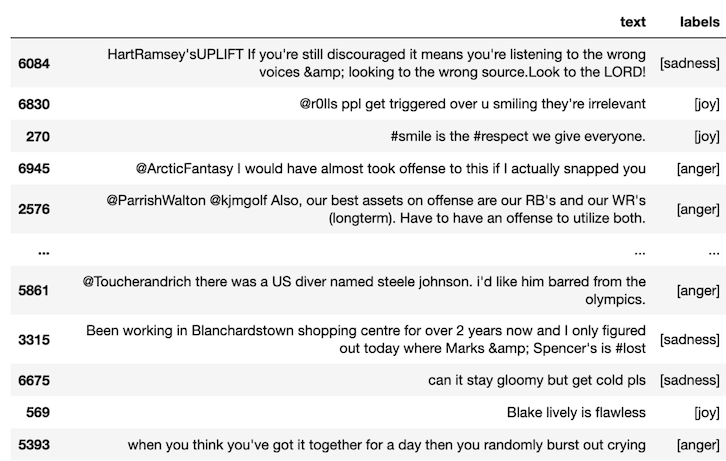 text labels
6084 HartRamsey'sUPLIFT If you're still discouraged it means you're listening to the wrong
voices &amp; looking to the wrong source.Look to the LORD! [sadness]
6830 @r0lls ppl get triggered over u smiling they're irrelevant [joy]
270 #smile is the #respect we give everyone. [joy]
6945 @ArcticFantasy I would have almost took offense to this if I actually snapped you [anger]
2576 @ParrishWalton @kjmgolf Also, our best assets on offense are our RB's and our WR's
(longterm). Have to have an offense to utilize both. [anger]
... ... ...
5861 @Toucherandrich there was a US diver named steele johnson. i'd like him barred from the
olympics. [anger]
3315 Been working in Blanchardstown shopping centre for over 2 years now and I only figured
out today where Marks &amp; Spencer's is #lost [sadness]
6675 can it stay gloomy but get cold pls [sadness]
569 Blake lively is flawless [joy]
5393 when you think you've got it together for a day then you randomly burst out crying [anger]